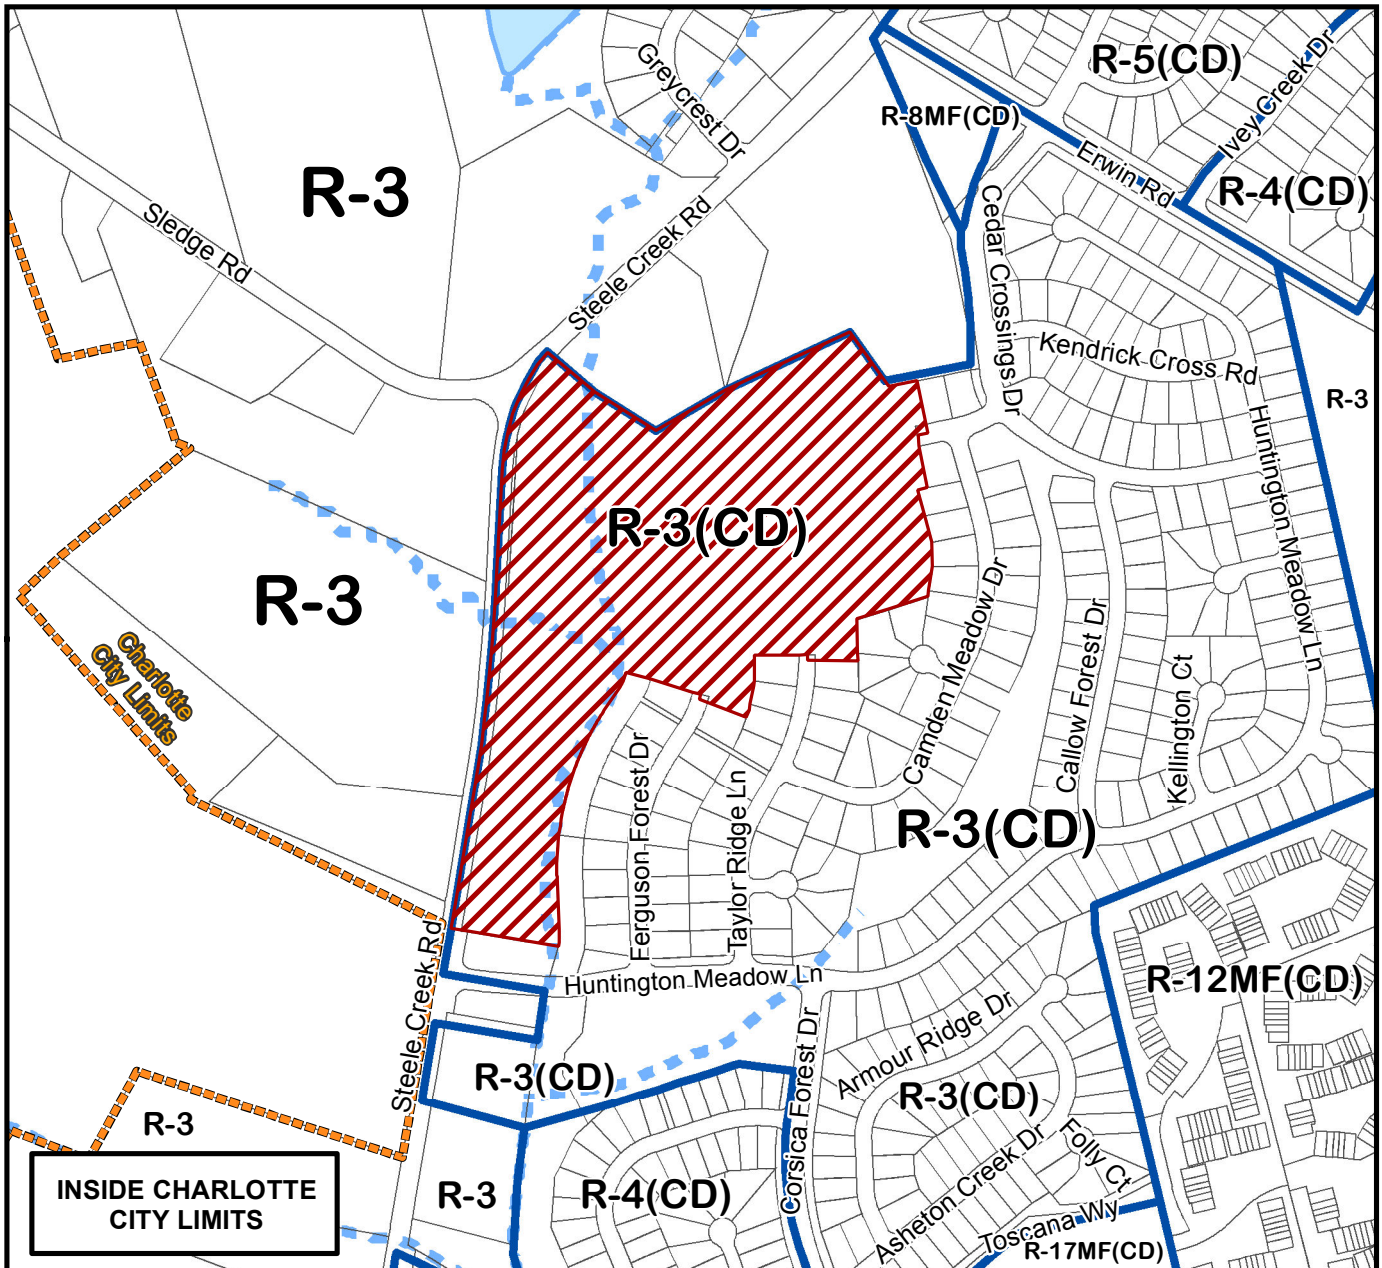 R-5(CD)
Ivey Creek Dr
Greycrest Dr
R-8MF(CD)
Erwin Rd
R-4(CD)
R-3
Sledge Rd
Steele Creek Rd
Cedar Crossings Dr
Kendrick Cross Rd
R-3
Huntington Meadow Ln
R-3(CD)
R-3
Charlotte
City Limits
Camden Meadow Dr
Callow Forest Dr
Kellington Ct
Ferguson Forest Dr
Taylor Ridge Ln
R-3(CD)
Steele Creek Rd
Huntington Meadow Ln
R-12MF(CD)
Corsica Forest Dr
Armour Ridge Dr
R-3(CD)
R-3(CD)
R-3
Folly Ct
Asheton Creek Dr
R-3
R-4(CD)
Toscana Wy
R-17MF(CD)
INSIDE CHARLOTTE
CITY LIMITS